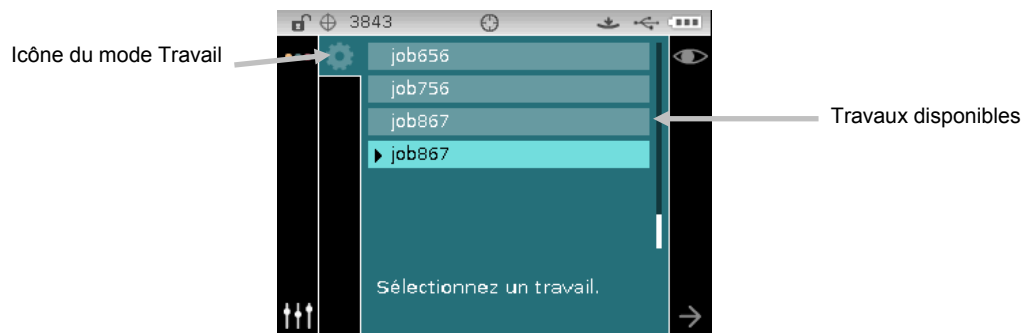 3843
Icône du mode Travail
job656
job756
job867
job867
Travaux disponibles
Sélectionnez un travail.